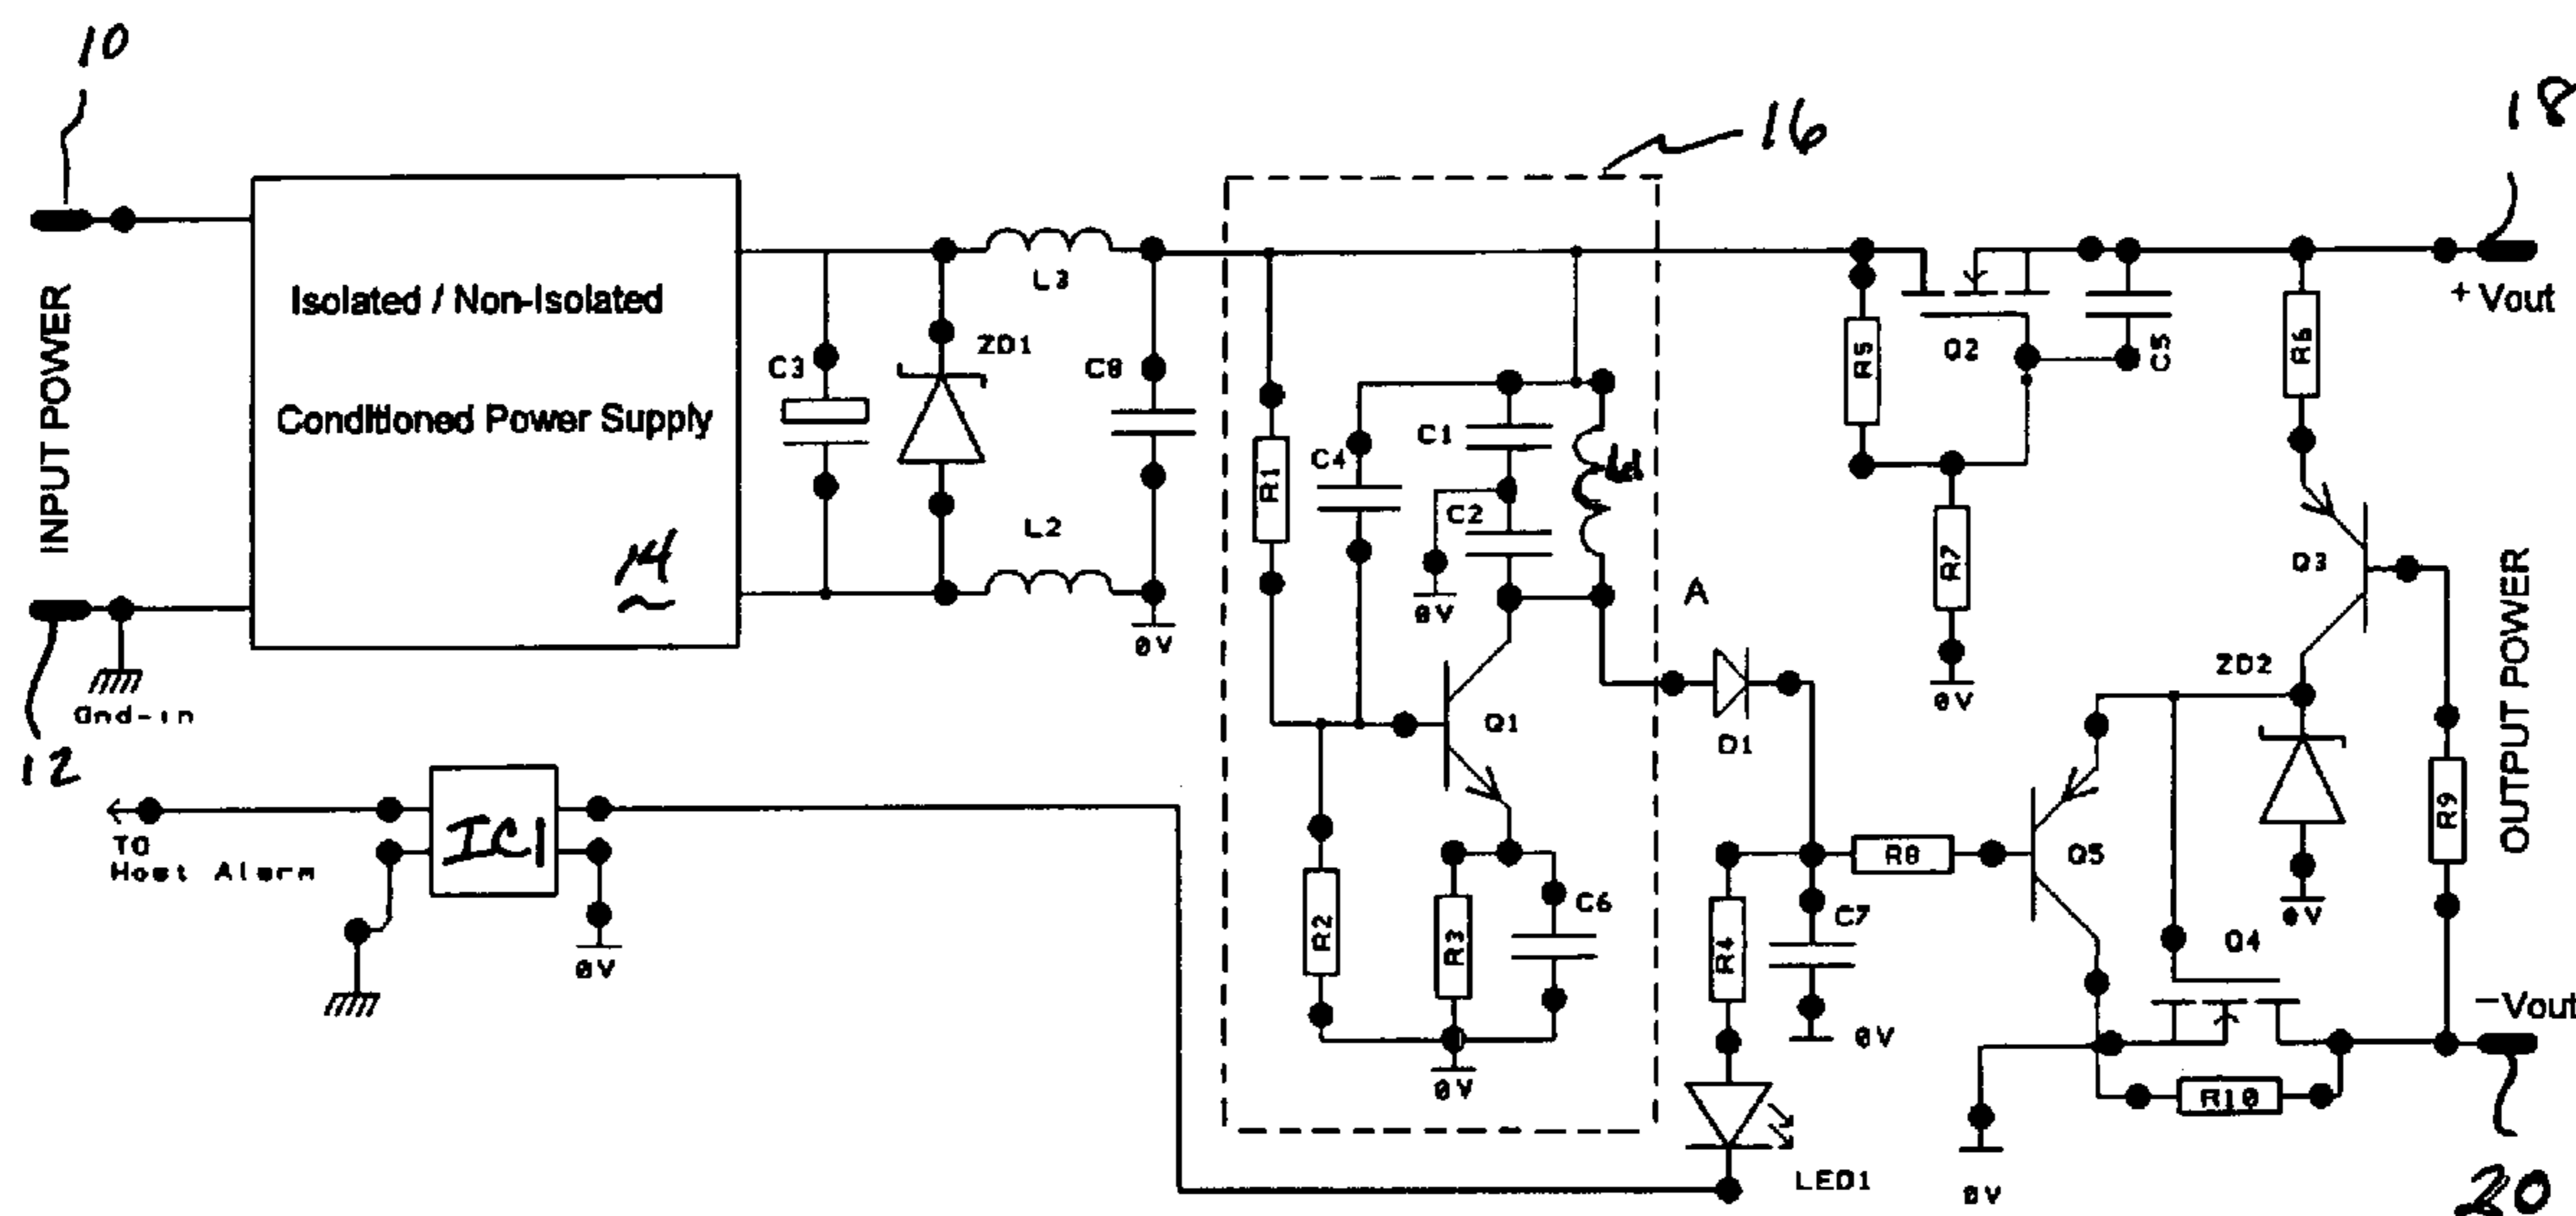 10
16
18
INPUT POWER
Isolated / Non-Isolated
Conditioned Power Supply
14
L3
C3
ZD1
C8
L2
0V
R1
C4
C1
C2
0V
A
R5
Q2
C5
R6
+ Vout
R7
0V
Q3
ZD2
OUTPUT POWER
12
Gnd-in
Q1
D1
TO
Host Alarm
IC1
0V
R2
R3
C6
0V
R4
C7
0V
R8
Q5
0V
R9
Q4
-Vout
R10
LED1
0V
20